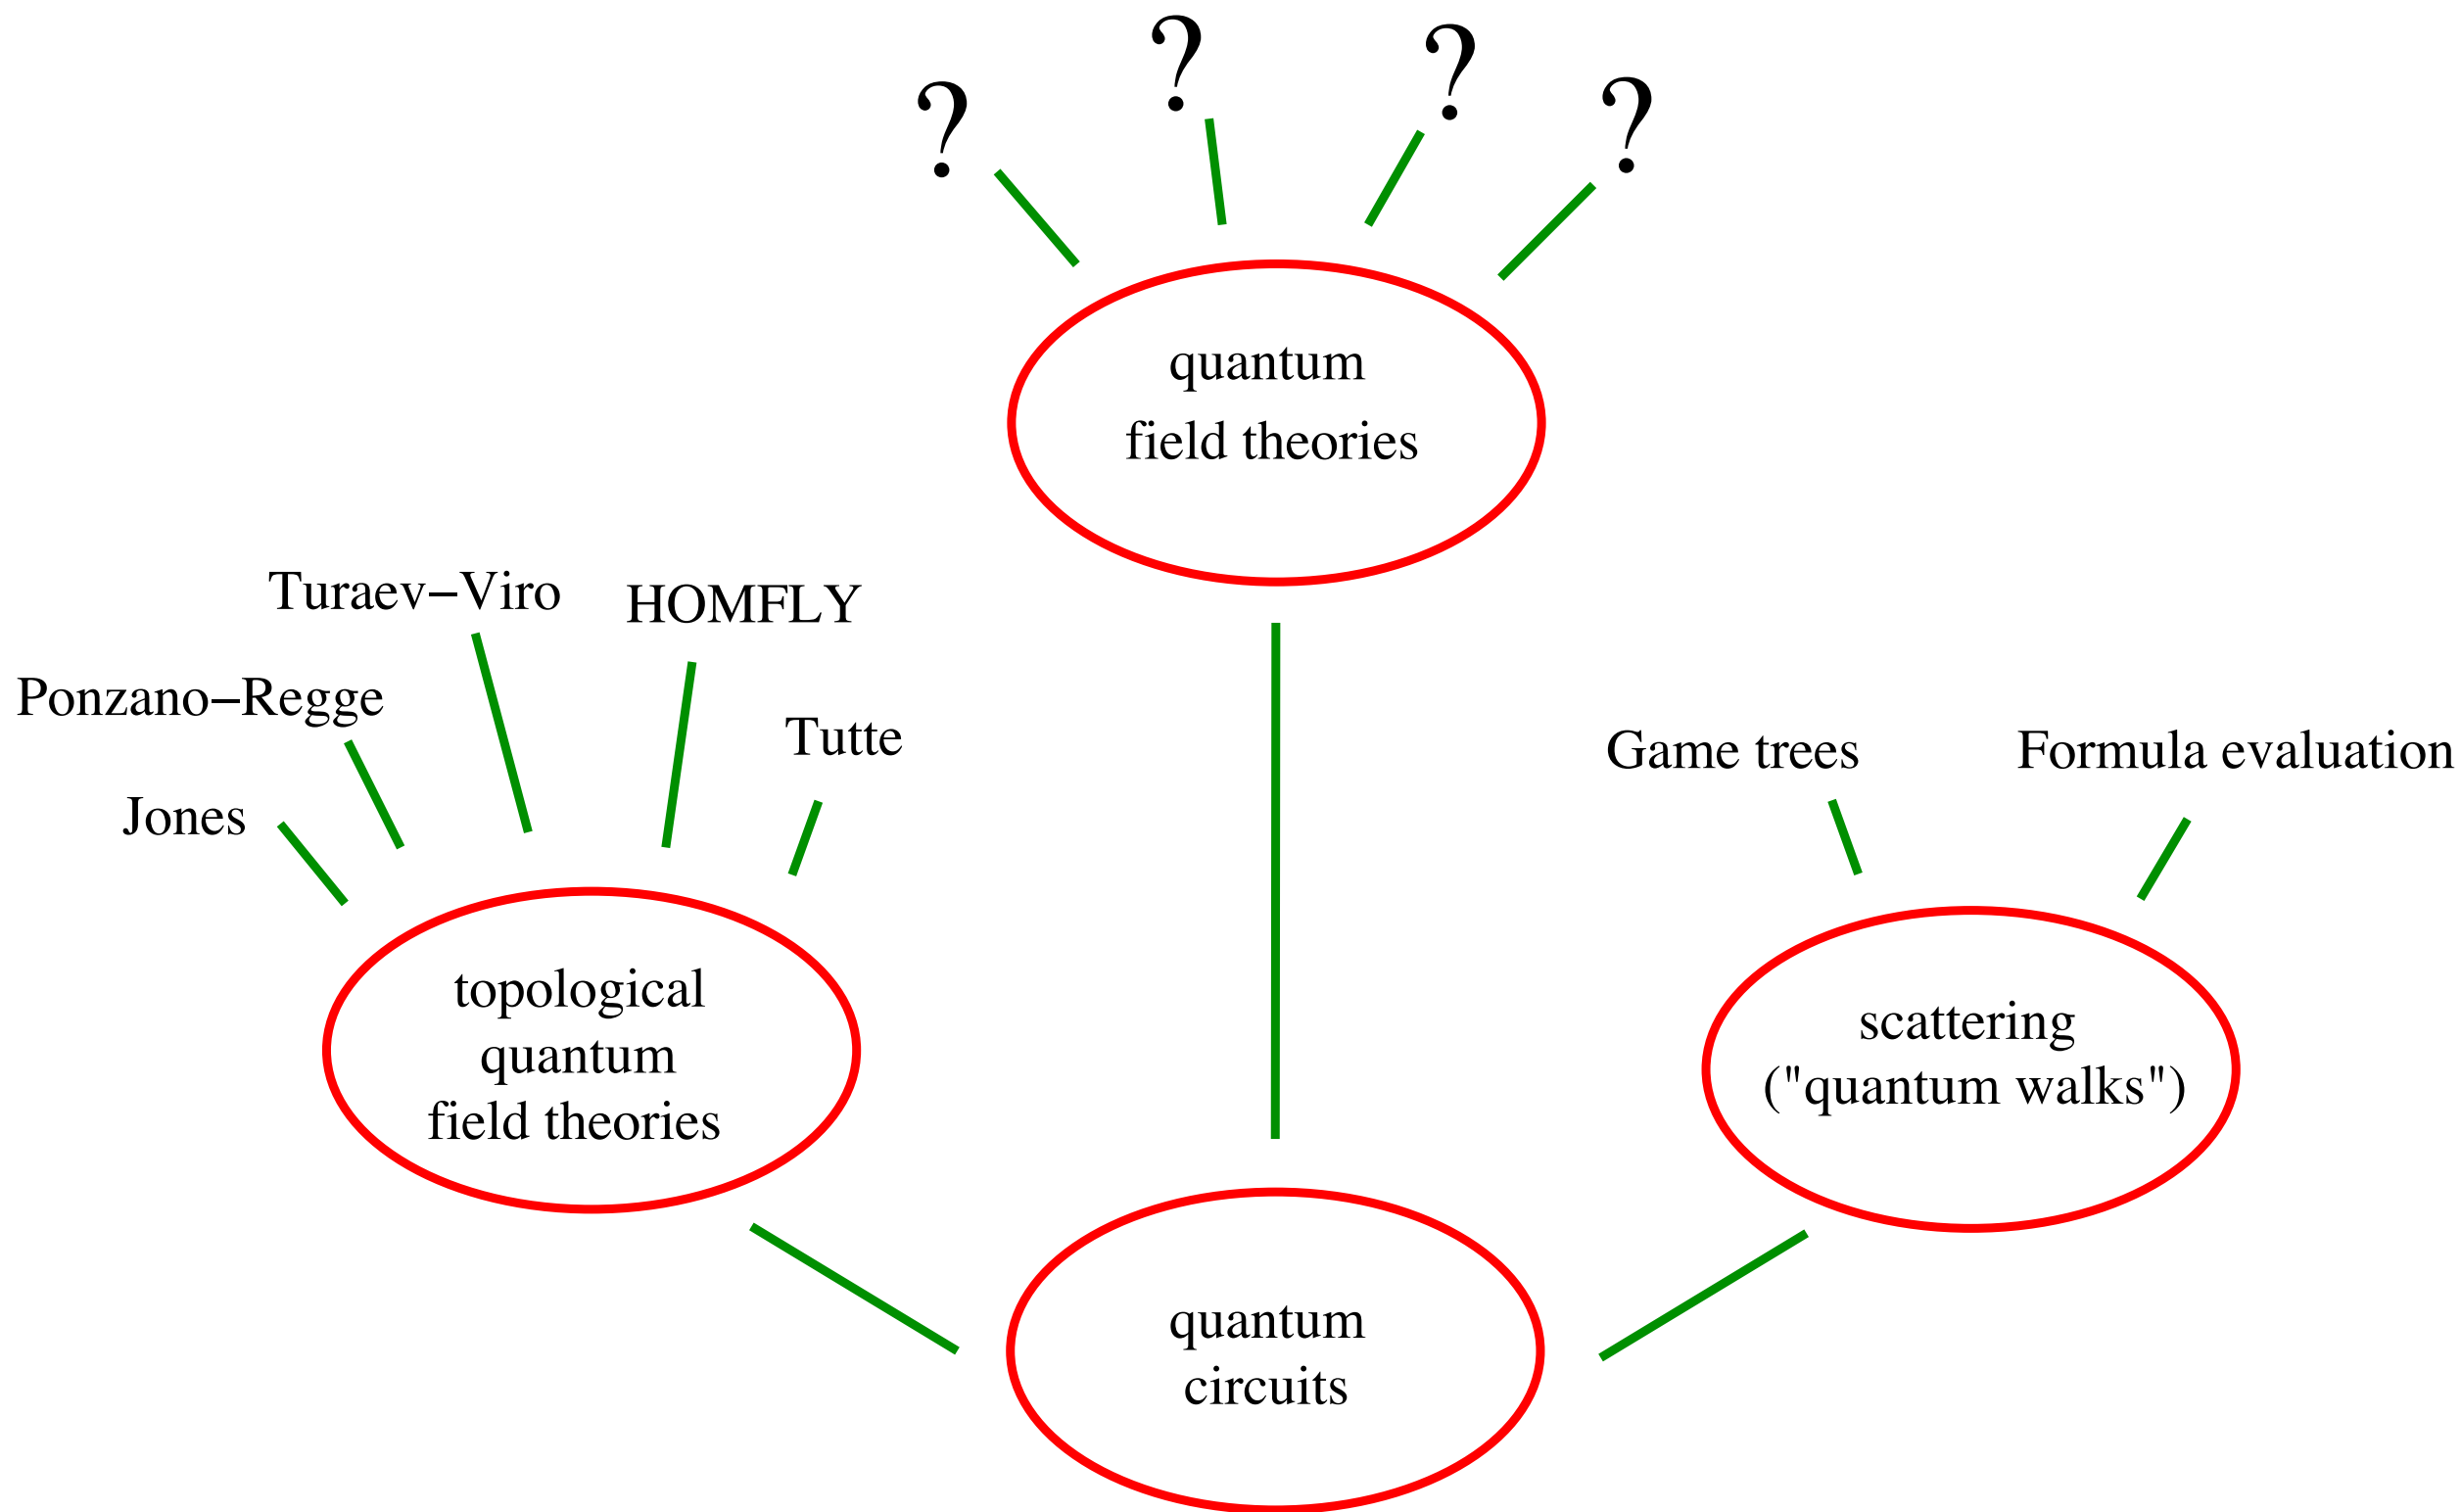 ?
?
?
?
quantum
field theories
Turaev–Viro
HOMFLY
Ponzano–Regge
Tutte
Jones
Game trees
Formula evaluation
topological
quantum
field theories
scattering
("quantum walks")
quantum
circuits